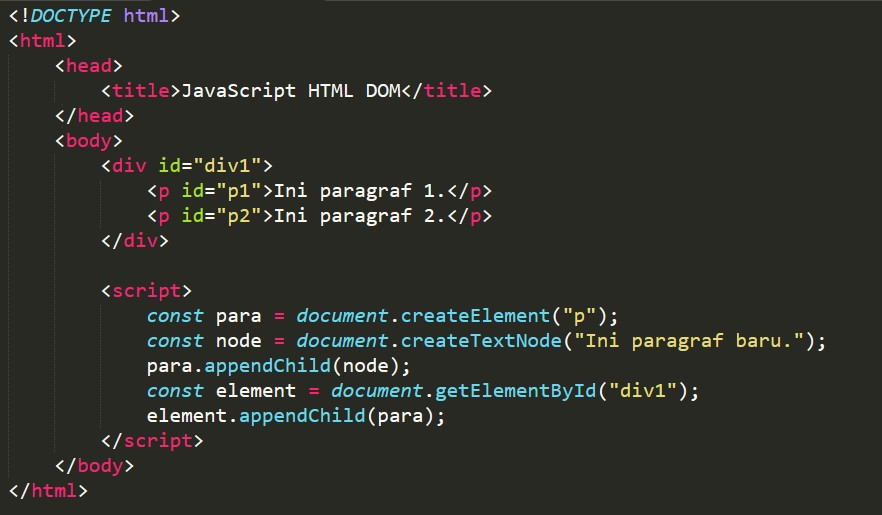 <!DOCTYPE html>
<html>
    <head>
        <title>JavaScript HTML DOM</title>
    </head>
    <body>
        <div id="div1">
            <p id="p1">Ini paragraf 1.</p>
            <p id="p2">Ini paragraf 2.</p>
        </div>

        <script>
            const para = document.createElement("p");
            const node = document.createTextNode("Ini paragraf baru.");
            para.appendChild(node);
            const element = document.getElementById("div1");
            element.appendChild(para);
        </script>
    </body>
</html>